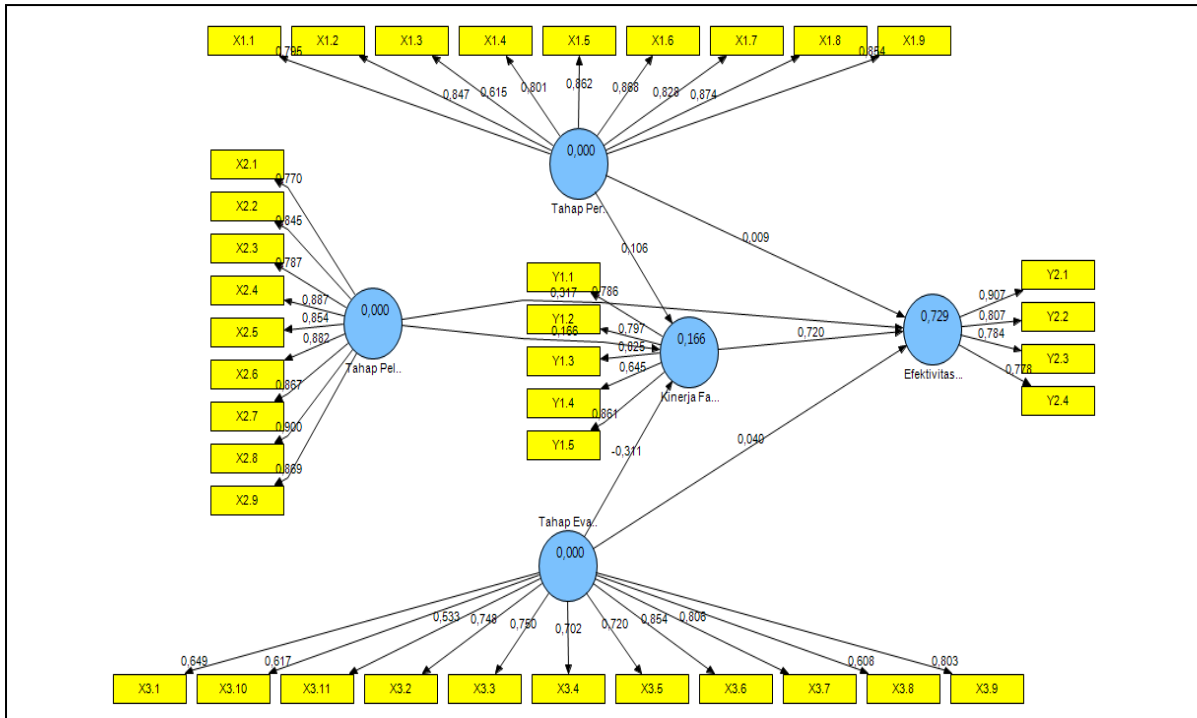 X1.1 X1.2 X1.3 X1.4 X1.5 X1.6 X1.7 X1.8 X1.9
0,795 0,847 0,615 0,801 0,862 0,868 0,828 0,874 0,854
0,000
Tahap Per..
X2.1
X2.2
X2.3
X2.4
X2.5
X2.6
X2.7
X2.8
X2.9
0,770
0,845
0,787
0,887
0,854
0,882
0,867
0,900
0,869
0,000
Tahap Pel..
0,106
0,009
0,317
0,166
Y1.1
Y1.2
Y1.3
Y1.4
Y1.5
0,786
0,797
0,825
0,645
0,861
0,166
Kinerja Fa...
0,720
-0,311
0,040
0,729
Efektivitas...
0,907
0,807
0,784
0,778
Y2.1
Y2.2
Y2.3
Y2.4
Tahap Eva..
0,000
0,649 0,617 0,533 0,748 0,750 0,702 0,720 0,854 0,806 0,608 0,803
X3.1 X3.10 X3.11 X3.2 X3.3 X3.4 X3.5 X3.6 X3.7 X3.8 X3.9